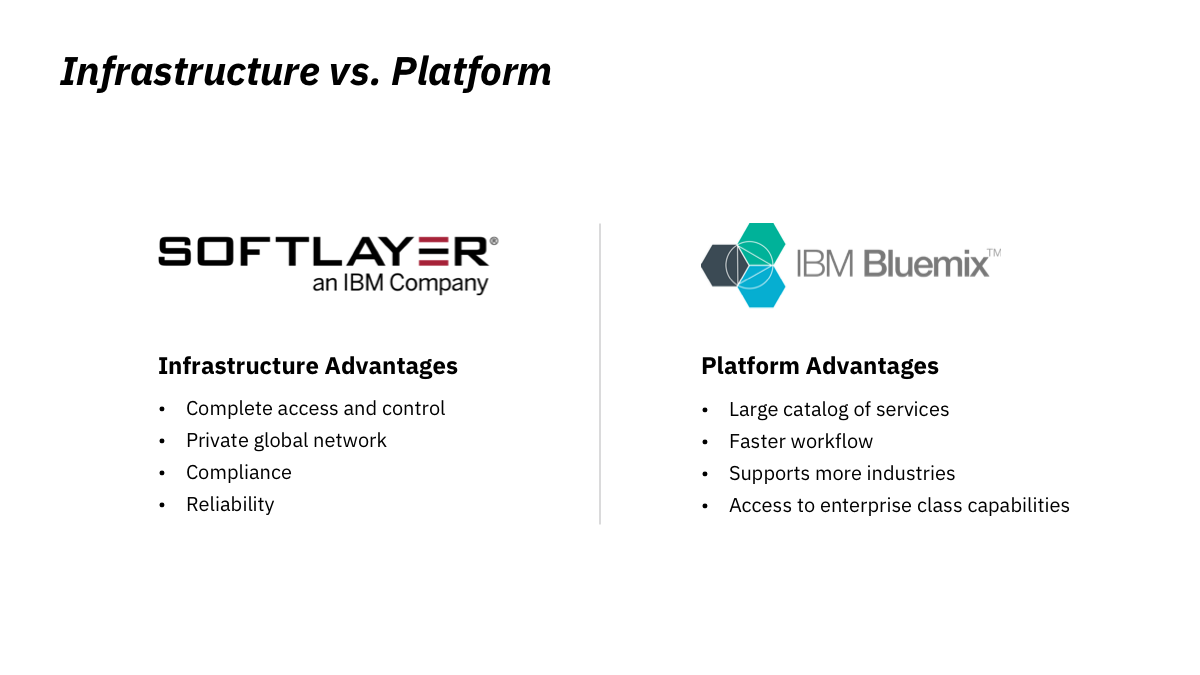 Infrastructure vs. Platform
SOFTLAYER®
an IBM Company
Infrastructure Advantages
• Complete access and control
• Private global network
• Compliance
• Reliability
IBM Bluemix™
Platform Advantages
• Large catalog of services
• Faster workflow
• Supports more industries
• Access to enterprise class capabilities